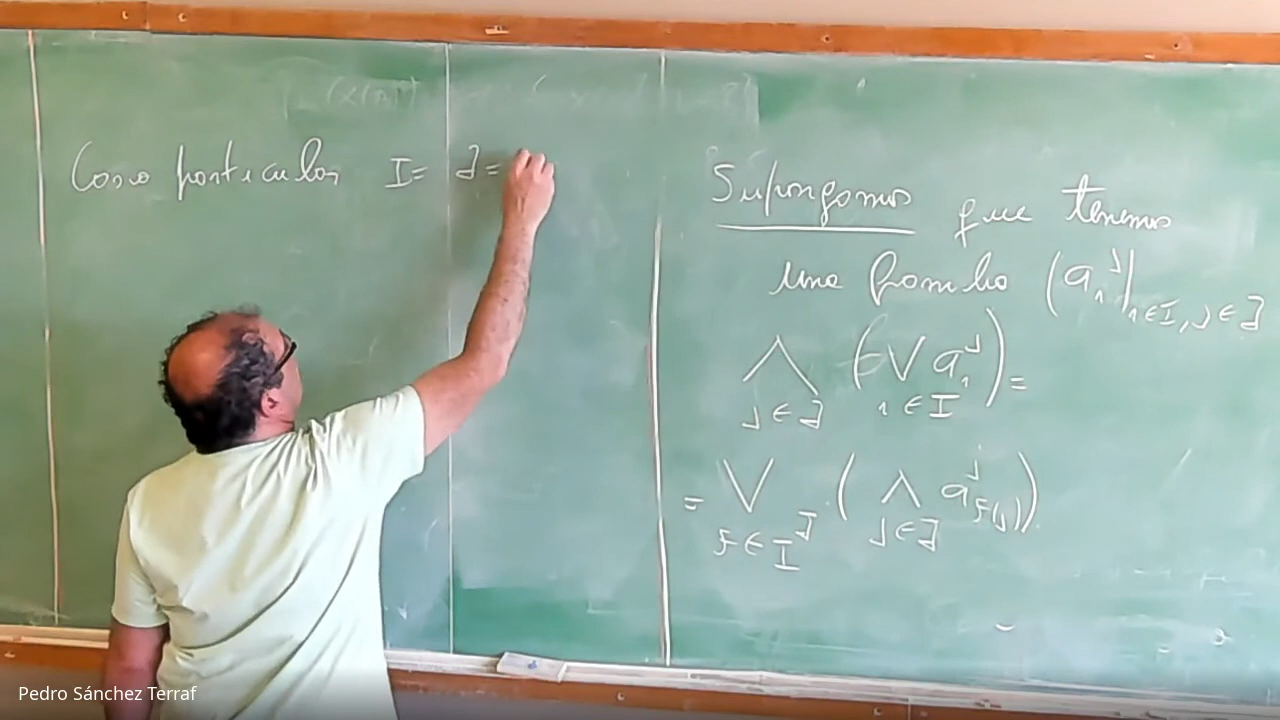 Caso particular I = J =
Supongamos que tenemos
una familia (a_i^j)_{i∈I, j∈J}
⋀_{j∈J} (⋁_{i∈I} a_i^j) =
= ⋁_{f∈I^J} (⋀_{j∈J} a_{f(j)}^j)
Pedro Sánchez Terraf